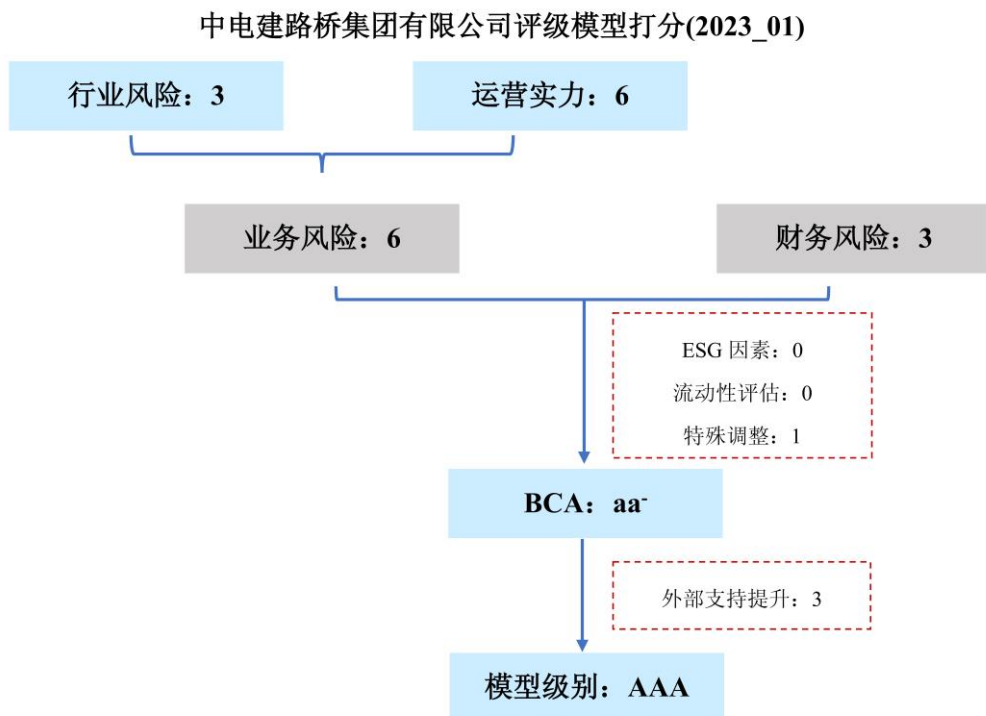 中电建路桥集团有限公司评级模型打分(2023_01)
行业风险：3
运营实力：6
业务风险：6
财务风险：3
ESG 因素：0
流动性评估：0
特殊调整：1
BCA：aa⁻
外部支持提升：3
模型级别：AAA